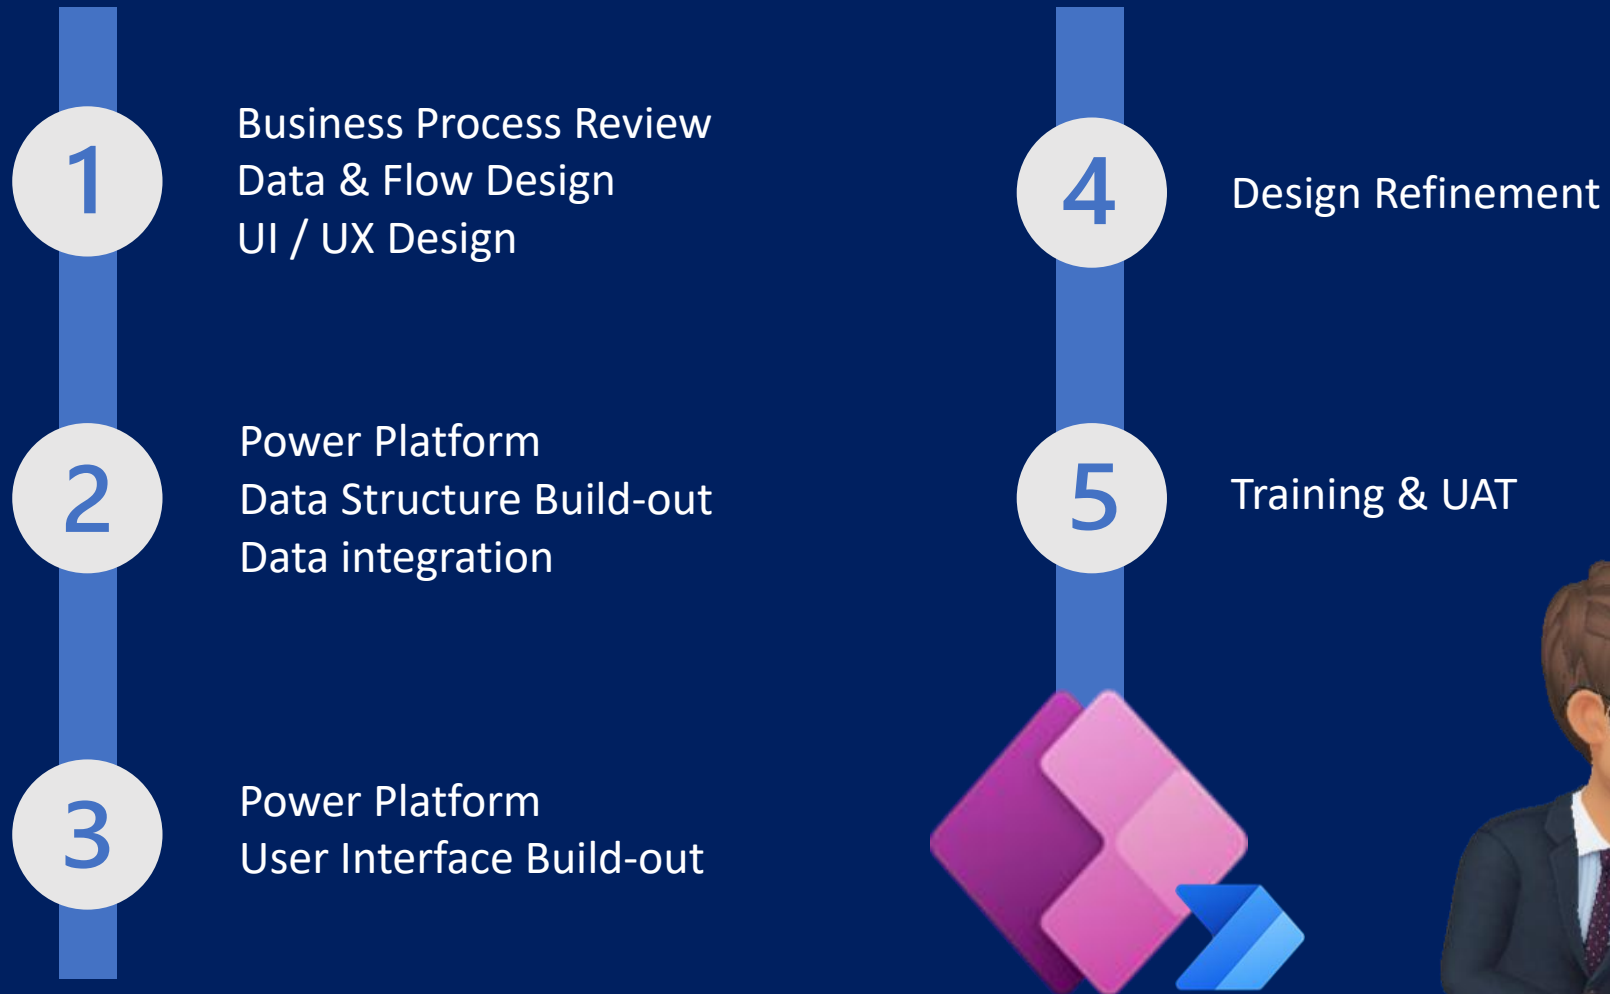 1
Business Process Review
Data & Flow Design
UI / UX Design
2
Power Platform
Data Structure Build-out
Data integration
3
Power Platform
User Interface Build-out
4
Design Refinement
5
Training & UAT